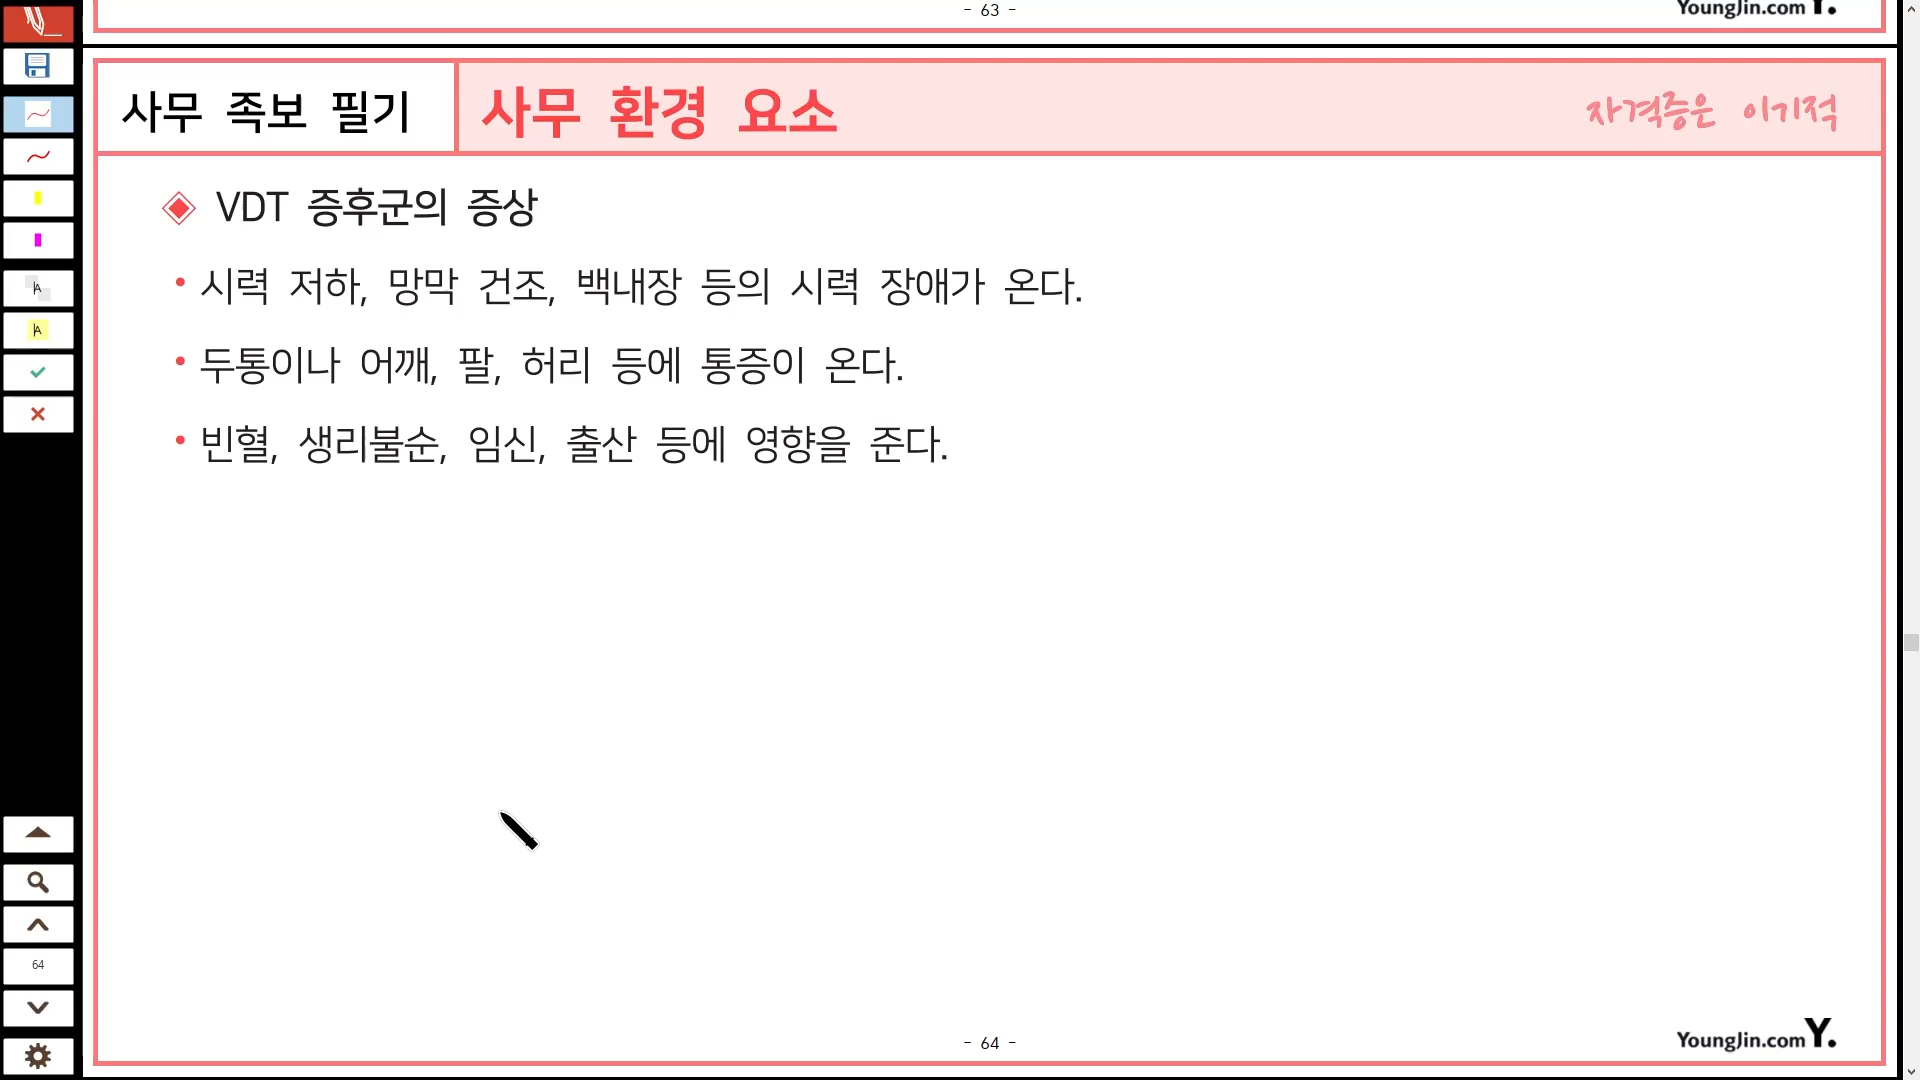 - 63 -
YoungJin.com Y.
사무 족보 필기
사무 환경 요소
자격증은 이기적
VDT 증후군의 증상
• 시력 저하, 망막 건조, 백내장 등의 시력 장애가 온다.
• 두통이나 어깨, 팔, 허리 등에 통증이 온다.
• 빈혈, 생리불순, 임신, 출산 등에 영향을 준다.
A
A
64
- 64 -
YoungJin.com Y.